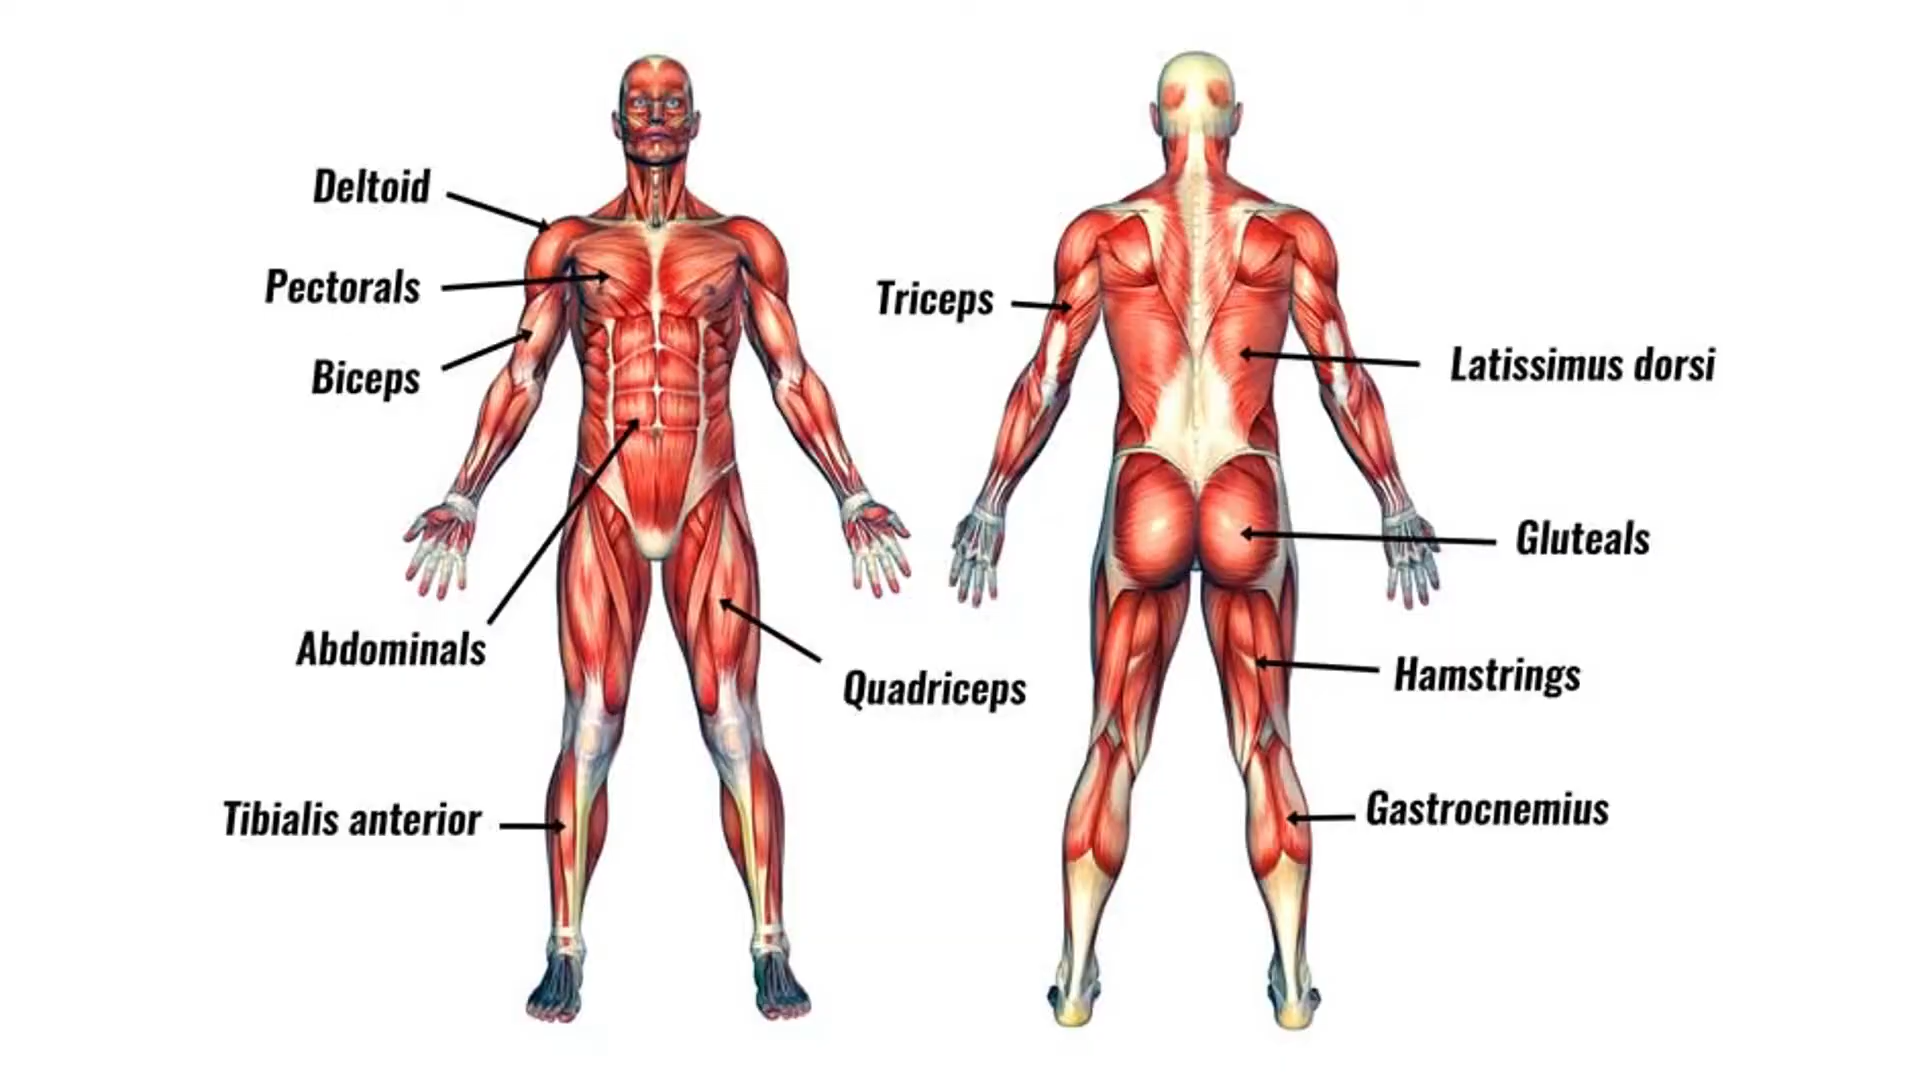 Deltoid
Pectorals
Biceps
Abdominals
Quadriceps
Tibialis anterior
Triceps
Latissimus dorsi
Gluteals
Hamstrings
Gastrocnemius